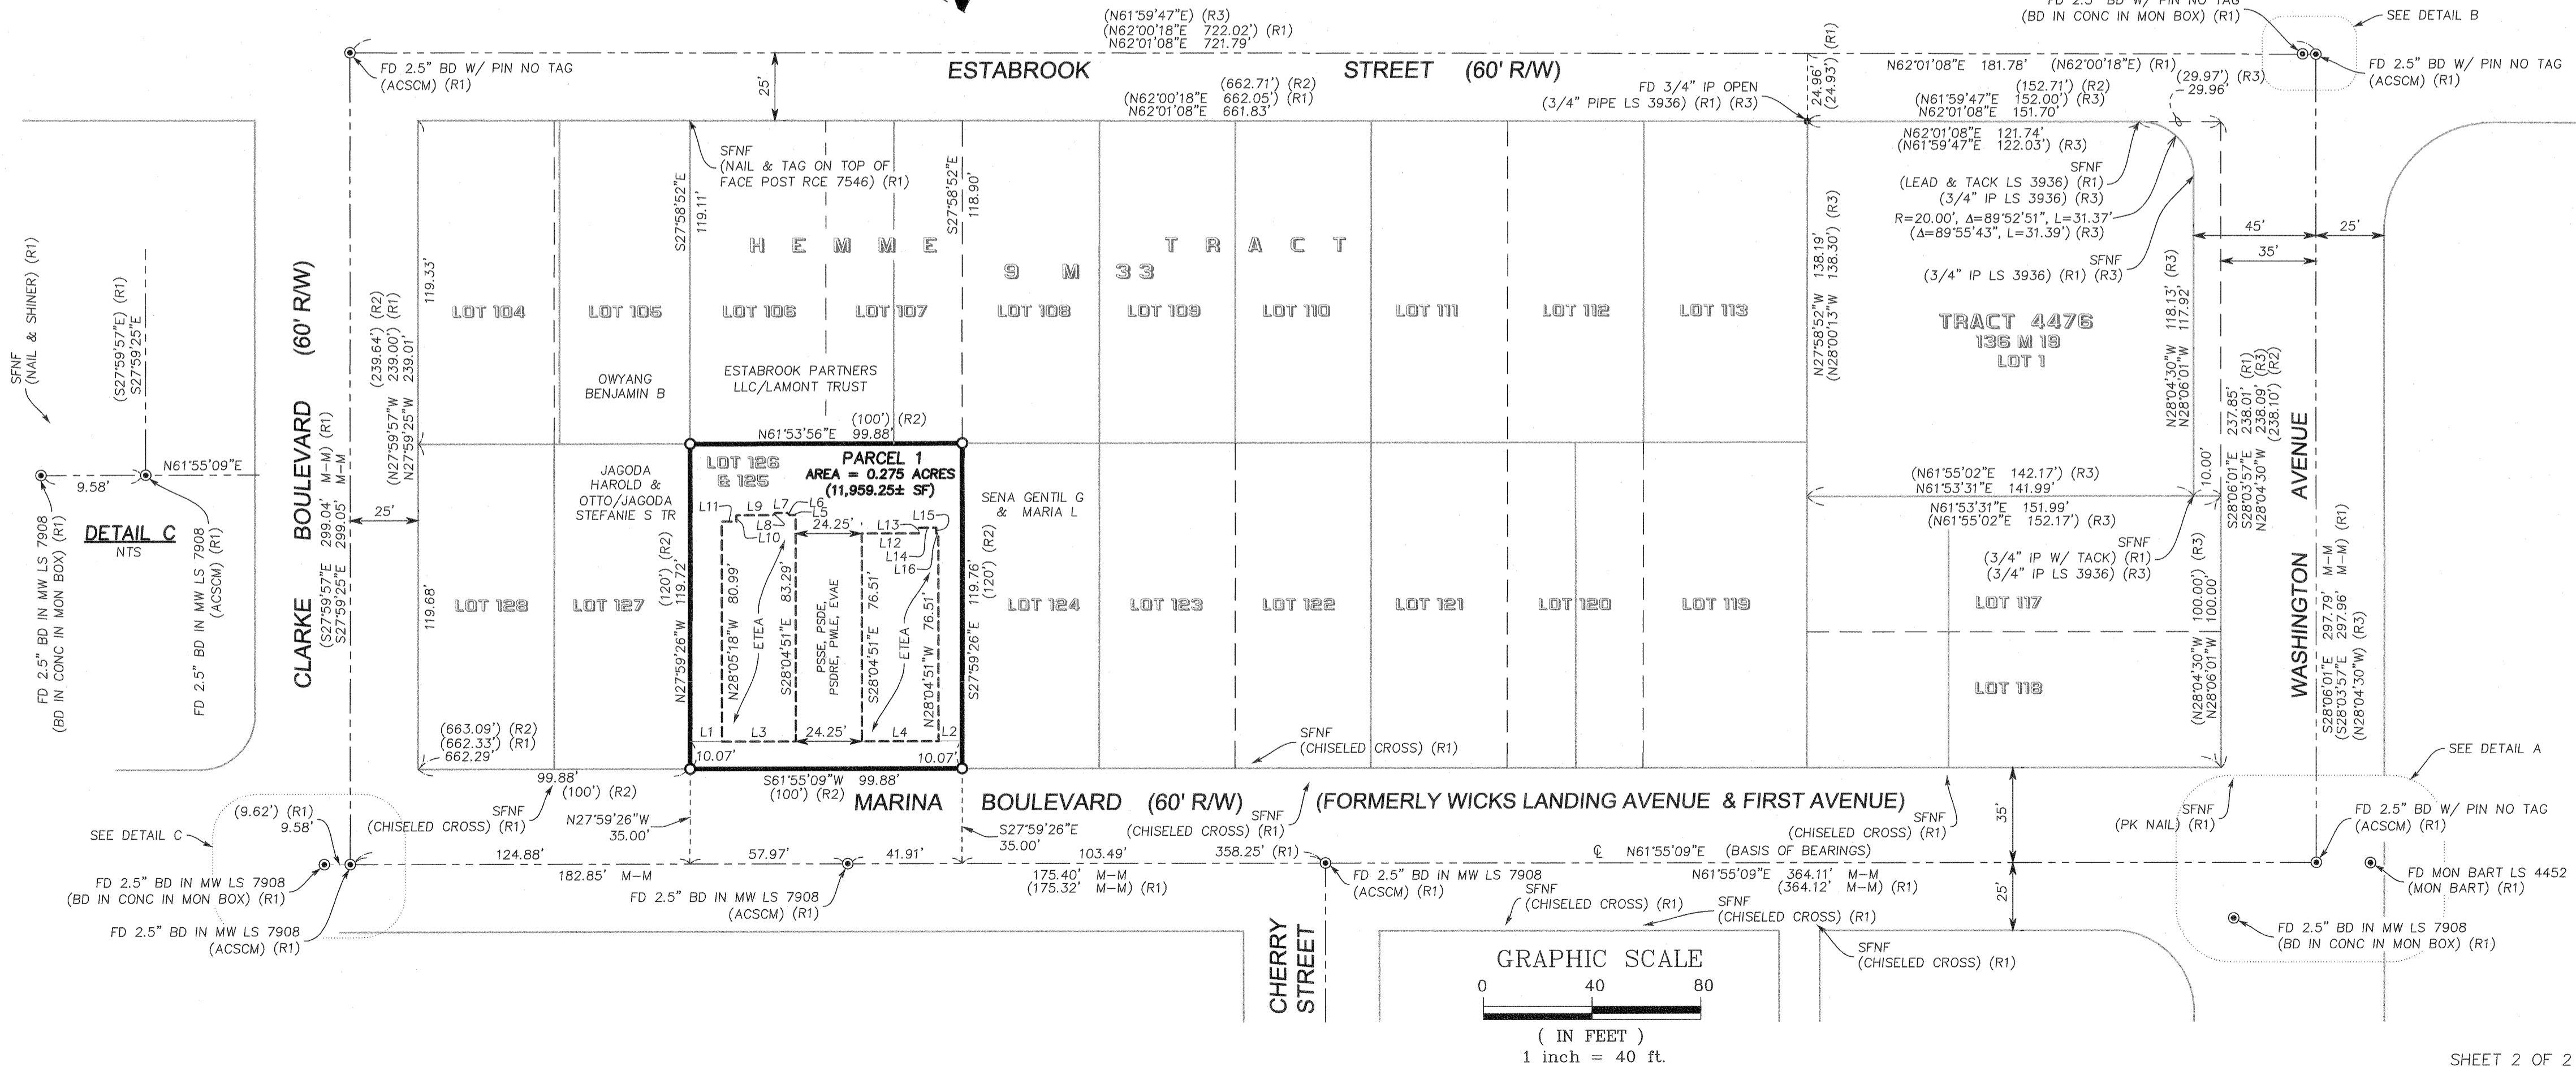 (N61°59'47"E) (R3)
(N62°00'18"E 722.02') (R1)
N62°01'08"E 721.79'
FD 2.5" BD W/ PIN NO TAG
(BD IN CONC IN MON BOX) (R1)
SEE DETAIL B
FD 2.5" BD W/ PIN NO TAG
(ACSCM) (R1)
25'
ESTABROOK STREET (60' R/W)
(662.71') (R2)
(N62°00'18"E 662.05') (R1)
N62°01'08"E 661.83'
FD 3/4" IP OPEN
(3/4" PIPE LS 3936) (R1) (R3)
24.96' (R1)
(24.93')
N62°01'08"E 181.78' (N62°00'18"E) (R1)
(152.71') (R2)
(N61°59'47"E 152.00') (R3)
N62°01'08"E 151.70'
(29.97') (R3)
29.96'
FD 2.5" BD W/ PIN NO TAG
(ACSCM) (R1)
N62°01'08"E 121.74'
(N61°59'47"E 122.03') (R3)
SFNF
(LEAD & TACK LS 3936) (R1)
(3/4" IP LS 3936) (R3)
R=20.00', Δ=89°52'51", L=31.37'
(Δ=89°55'43", L=31.39') (R3)
SFNF
(3/4" IP LS 3936) (R1) (R3)
45'
25'
35'
SFNF
(NAIL & TAG ON TOP OF
FACE POST RCE 7546) (R1)
S27°58'52"E
119.11'
S27°58'52"E
118.90'
HEMME TRACT
9 M 33
119.33'
LOT 104
LOT 105
LOT 106
LOT 107
LOT 108
LOT 109
LOT 110
LOT 111
LOT 112
LOT 113
N27°58'52"W 138.19'
(N28°00'13"W 138.30') (R3)
TRACT 4476
136 M 19
LOT 1
N28°04'30"W 118.13' (R3)
N28°06'01"W 117.92'
S28°06'01"E 237.85'
S28°03'57"E 238.01' (R1)
N28°04'30"W 238.09' (R3)
(238.10') (R2)
WASHINGTON AVENUE
SFNF
(NAIL & SHINER) (R1)
(S27°59'57"E) (R1)
S27°59'25"E
N61°55'09"E
9.58'
DETAIL C
NTS
FD 2.5" BD IN MW LS 7908
(BD IN CONC IN MON BOX) (R1)
FD 2.5" BD IN MW LS 7908
(ACSCM) (R1)
CLARKE BOULEVARD (60' R/W)
(S27°59'57"E 299.04' M-M) (R1)
S27°59'25"E 299.05' M-M
25'
(239.64') (R2)
(N27°59'57"W 239.00') (R1)
N27°59'25"W 239.01'
OWYANG
BENJAMIN B
ESTABROOK PARTNERS
LLC/LAMONT TRUST
(100') (R2)
N61°53'56"E 99.88'
LOT 126
& 125
PARCEL 1
AREA = 0.275 ACRES
(11,959.25± SF)
JAGODA
HAROLD &
OTTO/JAGODA
STEFANIE S TR
SENA GENTIL G
& MARIA L
L11
L9
L7
L6
L5
L8
L10
24.25'
L13
L15
L12
L14
L16
(120') (R2)
N27°59'26"W 119.72'
N28°05'18"W 80.99'
ETEA
S28°04'51"E 83.29'
PSSE, PSDE,
PSDRE, PWLE, EVAE
S28°04'51"E 76.51'
ETEA
N28°04'51"W 76.51'
S27°59'26"E 119.76'
(120') (R2)
L1
L3
24.25'
L4
L2
10.07'
10.07'
119.68'
LOT 128
LOT 127
LOT 124
LOT 123
LOT 122
LOT 121
LOT 120
LOT 119
LOT 117
LOT 118
(N61°55'02"E 142.17') (R3)
N61°53'31"E 141.99'
N61°53'31"E 151.99'
(N61°55'02"E 152.17') (R3)
10.00'
SFNF
(3/4" IP W/ TACK) (R1)
(3/4" IP LS 3936) (R3)
(N28°04'30"W 100.00') (R3)
N28°06'01"W 100.00'
S28°06'01"E 297.79' M-M
(S28°03'57"E 297.96' M-M) (R1)
(N28°04'30"W) (R3)
(663.09') (R2)
(662.33') (R1)
662.29'
99.88'
(100') (R2)
S61°55'09"W 99.88'
(100') (R2)
SFNF
(CHISELED CROSS) (R1)
MARINA BOULEVARD (60' R/W) (FORMERLY WICKS LANDING AVENUE & FIRST AVENUE)
SEE DETAIL A
SEE DETAIL C
(9.62') (R1)
9.58'
SFNF
(CHISELED CROSS) (R1)
N27°59'26"W
35.00'
S27°59'26"E
35.00'
SFNF
(CHISELED CROSS) (R1)
SFNF
(CHISELED CROSS) (R1)
35'
SFNF
(PK NAIL) (R1)
FD 2.5" BD W/ PIN NO TAG
(ACSCM) (R1)
124.88'
57.97'
41.91'
103.49'
358.25' (R1)
℄ N61°55'09"E (BASIS OF BEARINGS)
182.85' M-M
175.40' M-M
(175.32' M-M) (R1)
N61°55'09"E 364.11' M-M
(364.12' M-M) (R1)
FD 2.5" BD IN MW LS 7908
(BD IN CONC IN MON BOX) (R1)
FD 2.5" BD IN MW LS 7908
(ACSCM) (R1)
FD 2.5" BD IN MW LS 7908
(ACSCM) (R1)
FD 2.5" BD IN MW LS 7908
(ACSCM) (R1)
SFNF
(CHISELED CROSS) (R1)
SFNF
(CHISELED CROSS) (R1)
SFNF
(CHISELED CROSS) (R1)
25'
FD MON BART LS 4452
(MON BART) (R1)
FD 2.5" BD IN MW LS 7908
(BD IN CONC IN MON BOX) (R1)
CHERRY
STREET
GRAPHIC SCALE
0 40 80
( IN FEET )
1 inch = 40 ft.
SHEET 2 OF 2